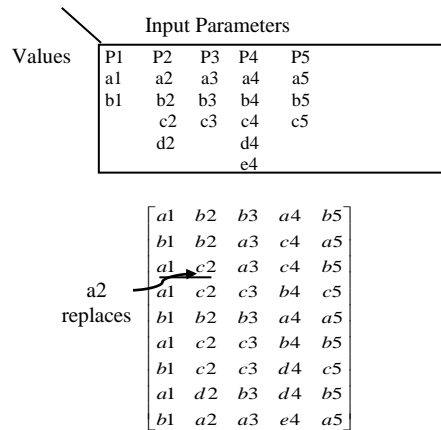 Input Parameters
Values P1 P2 P3 P4 P5
a1 a2 a3 a4 a5
b1 b2 b3 b4 b5
c2 c3 c4 c5
d2 d4
e4
a1 b2 b3 a4 b5
b1 b2 a3 c4 a5
a1 c2 a3 c4 b5
a2
replaces
a1 c2 c3 b4 c5
b1 b2 b3 a4 a5
a1 c2 c3 b4 b5
b1 c2 c3 d4 c5
a1 d2 b3 d4 b5
b1 a2 a3 e4 a5